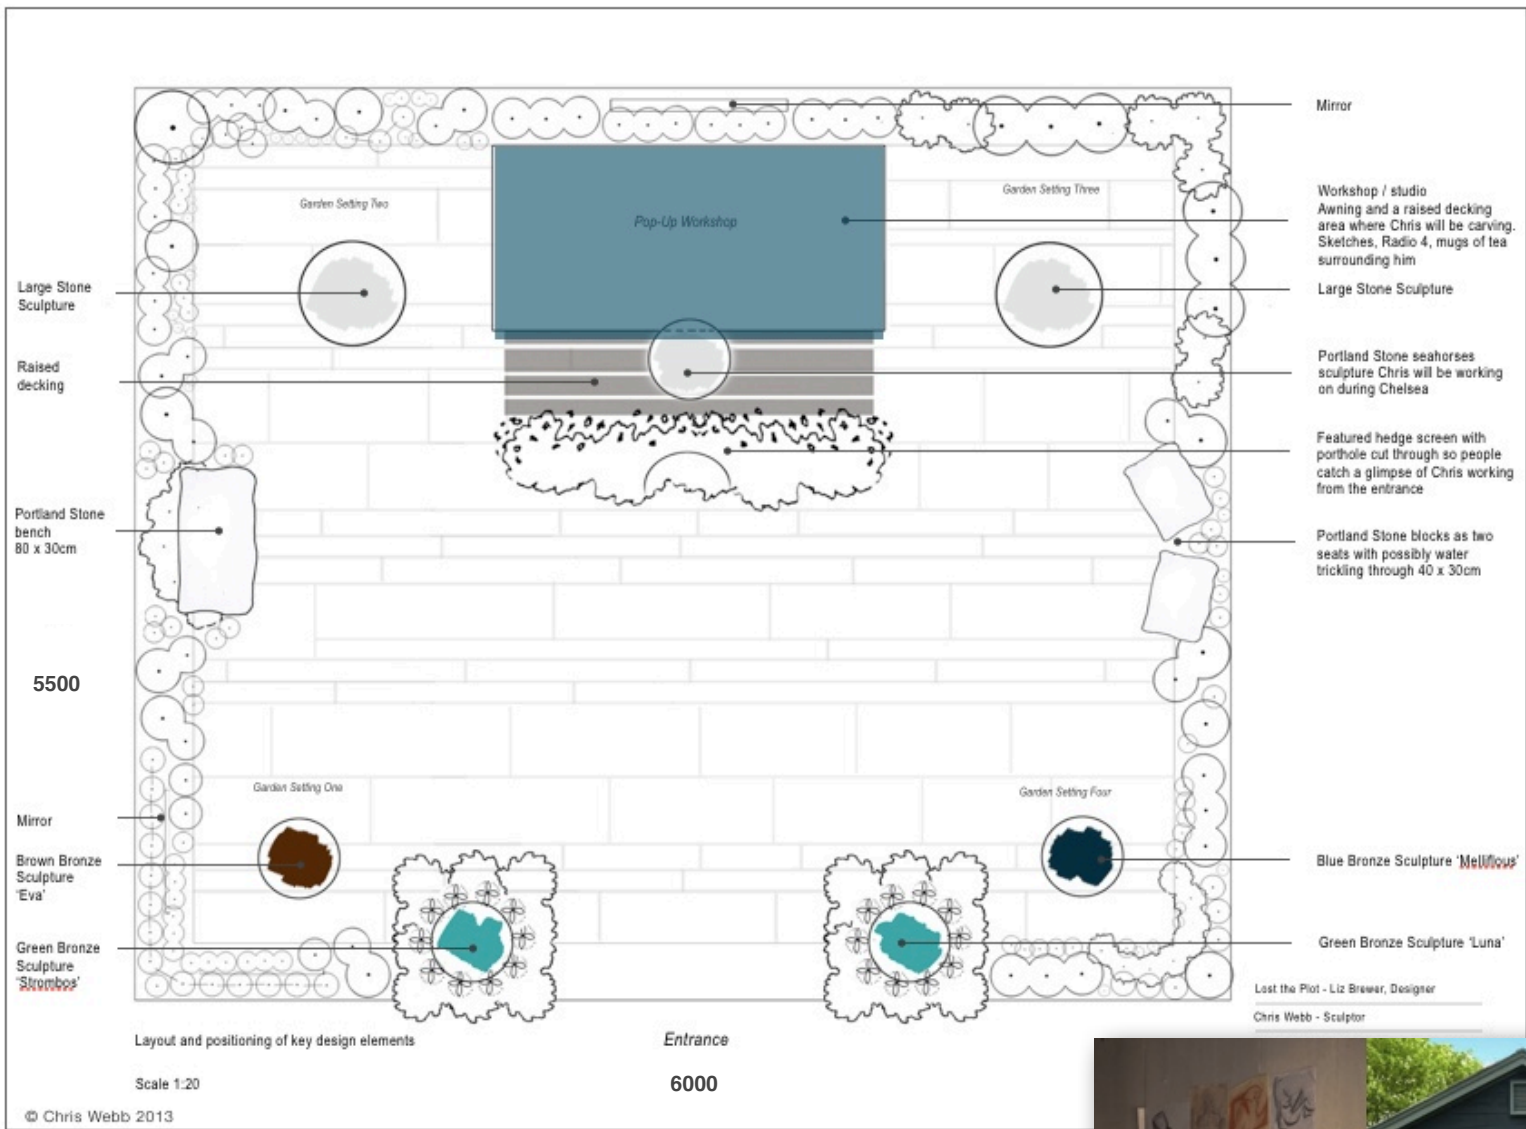 Mirror
Garden Setting Two
Pop-Up Workshop
Garden Setting Three
Workshop / studio
Awning and a raised decking
area where Chris will be carving.
Sketches, Radio 4, mugs of tea
surrounding him
Large Stone
Sculpture
Large Stone Sculpture
Raised
decking
Portland Stone seahorses
sculpture Chris will be working
on during Chelsea
Featured hedge screen with
porthole cut through so people
catch a glimpse of Chris working
from the entrance
Portland Stone
bench
80 x 30cm
Portland Stone blocks as two
seats with possibly water
trickling through 40 x 30cm
5500
Garden Setting One
Garden Setting Four
Mirror
Brown Bronze
Sculpture
'Eva'
Blue Bronze Sculpture 'Melliflous'
Green Bronze
Sculpture
'Strombos'
Green Bronze Sculpture 'Luna'
Lost the Plot - Liz Brewer, Designer
Chris Webb - Sculptor
Layout and positioning of key design elements
Entrance
Scale 1:20
6000
© Chris Webb 2013